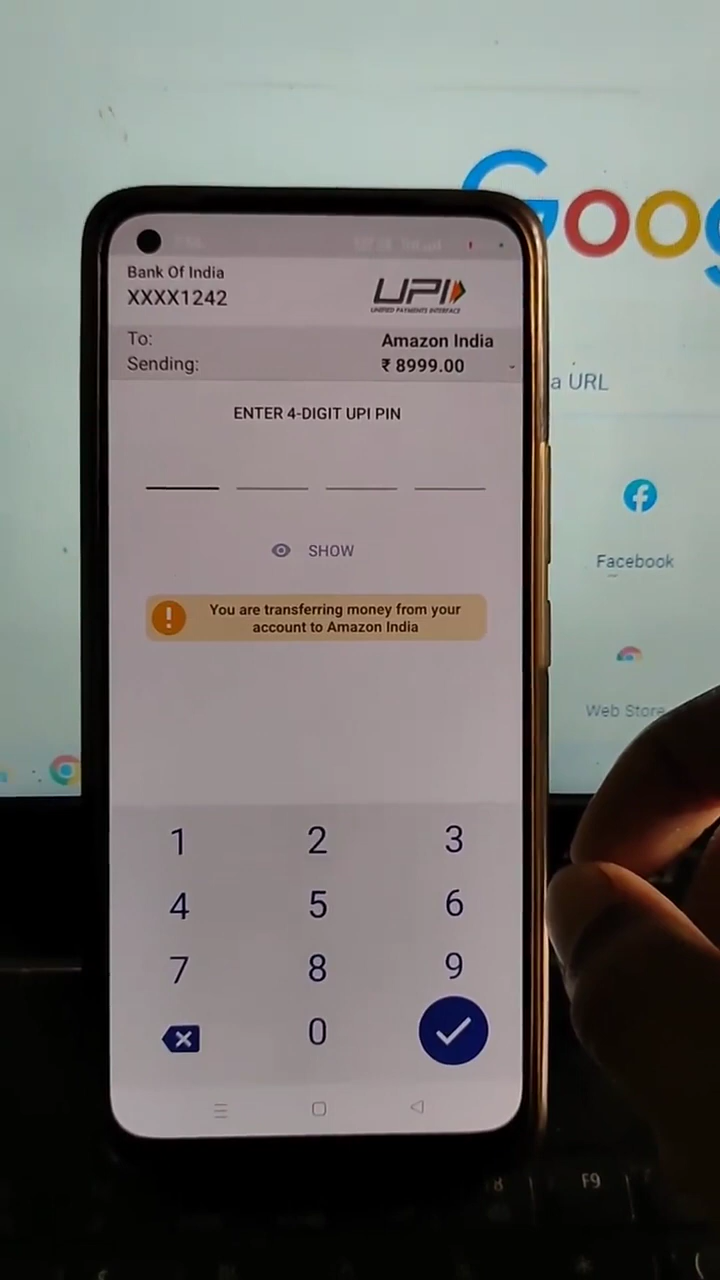 Goog
a URL
Facebook
Web Store
Bank Of India
XXXX1242
UPI
UNIFIED PAYMENTS INTERFACE
To: Amazon India
Sending: ₹ 8999.00
ENTER 4-DIGIT UPI PIN
SHOW
You are transferring money from your
account to Amazon India
1 2 3
4 5 6
7 8 9
0
F9